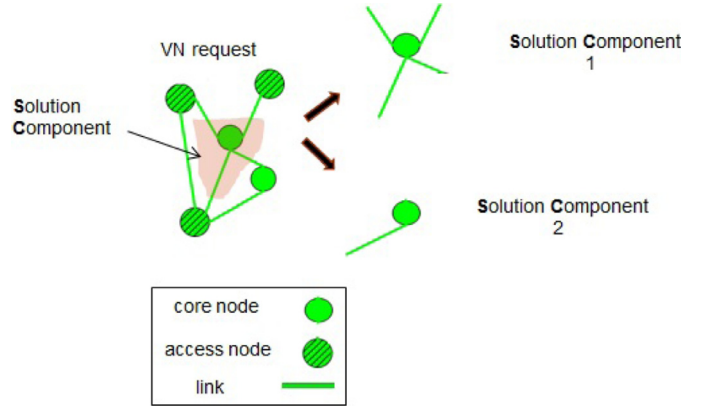 VN request
Solution
Component
Solution Component
1
Solution Component
2
core node
access node
link